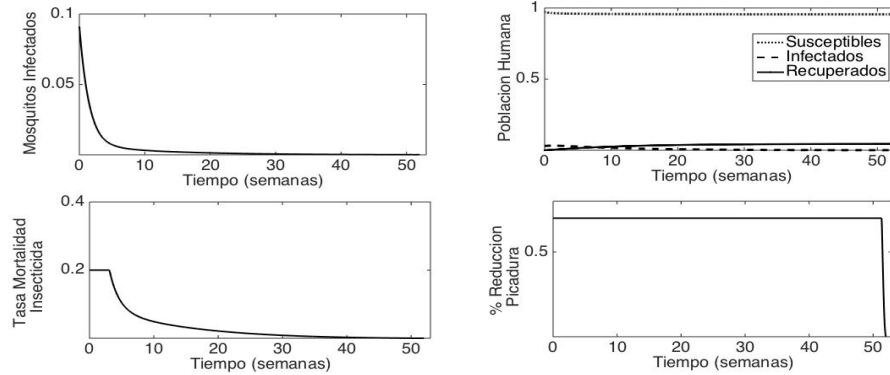 0.1
0.05
0
10
20
30
40
50
Mosquitos Infectados
Tiempo (semanas)
1
0.5
0
0
10
20
30
40
50
Poblacion Humana
Susceptibles
Infectados
Recuperados
Tiempo (semanas)
0.4
0.2
0
0
10
20
30
40
50
Tasa Mortalidad
Insecticida
Tiempo (semanas)
0.5
0
10
20
30
40
50
% Reduccion
Picadura
Tiempo (semanas)